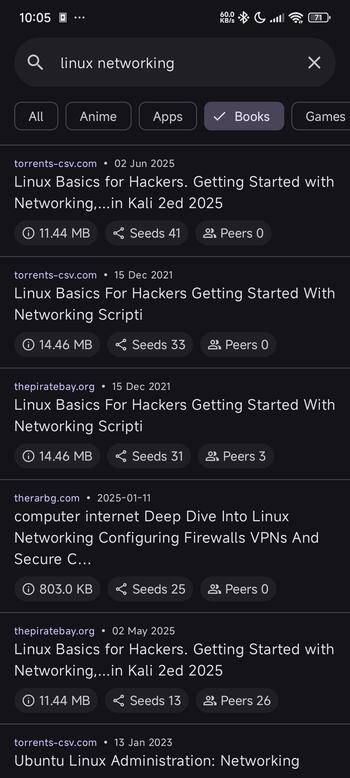 10:05
60.0 KB/s
71
linux networking
All
Anime
Apps
Books
Games
torrents-csv.com • 02 Jun 2025
Linux Basics for Hackers. Getting Started with
Networking,...in Kali 2ed 2025
11.44 MB
Seeds 41
Peers 0
torrents-csv.com • 15 Dec 2021
Linux Basics For Hackers Getting Started With
Networking Scripti
14.46 MB
Seeds 33
Peers 0
thepiratebay.org • 15 Dec 2021
Linux Basics For Hackers Getting Started With
Networking Scripti
14.46 MB
Seeds 31
Peers 3
therarbg.com • 2025-01-11
computer internet Deep Dive Into Linux
Networking Configuring Firewalls VPNs And
Secure C...
803.0 KB
Seeds 25
Peers 0
thepiratebay.org • 02 May 2025
Linux Basics for Hackers. Getting Started with
Networking,...in Kali 2ed 2025
11.44 MB
Seeds 13
Peers 26
torrents-csv.com • 13 Jan 2023
Ubuntu Linux Administration: Networking